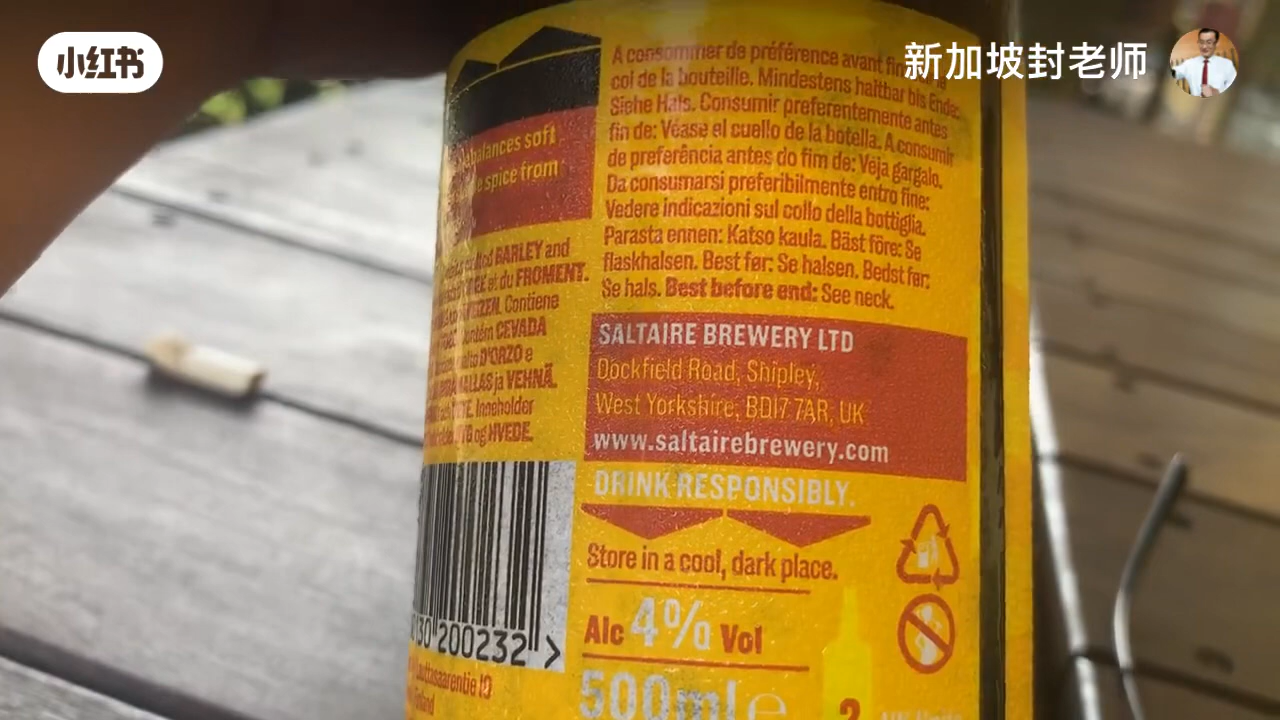 小红书
新加坡封老师
A consommer de préférence avant
col de la bouteille. Mindestens haltbar bis Ende:
Siehe Hals. Consumir preferentemente antes
fin de: Véase el cuello de la botella. A consumir
de preferência antes do fim de: Veja gargalo.
Da consumarsi preferibilmente entro fine:
Vedere indicazioni sul collo della bottiglia.
Parasta ennen: Katso kaula. Bäst före: Se
flaskhalsen. Best før: Se halsen. Bedst før:
Se hals. Best before end: See neck.
balances soft
spice from
BARLEY and
et du FROMENT.
Contiene
CEVADA
D'ORZO e
ja VEHNÄ.
Inneholder
og HVEDE.
SALTAIRE BREWERY LTD
Dockfield Road, Shipley,
West Yorkshire, BD17 7AR, UK
www.saltairebrewery.com
DRINK RESPONSIBLY.
Store in a cool, dark place.
Alc 4% Vol
500ml e
200232 >
10
2